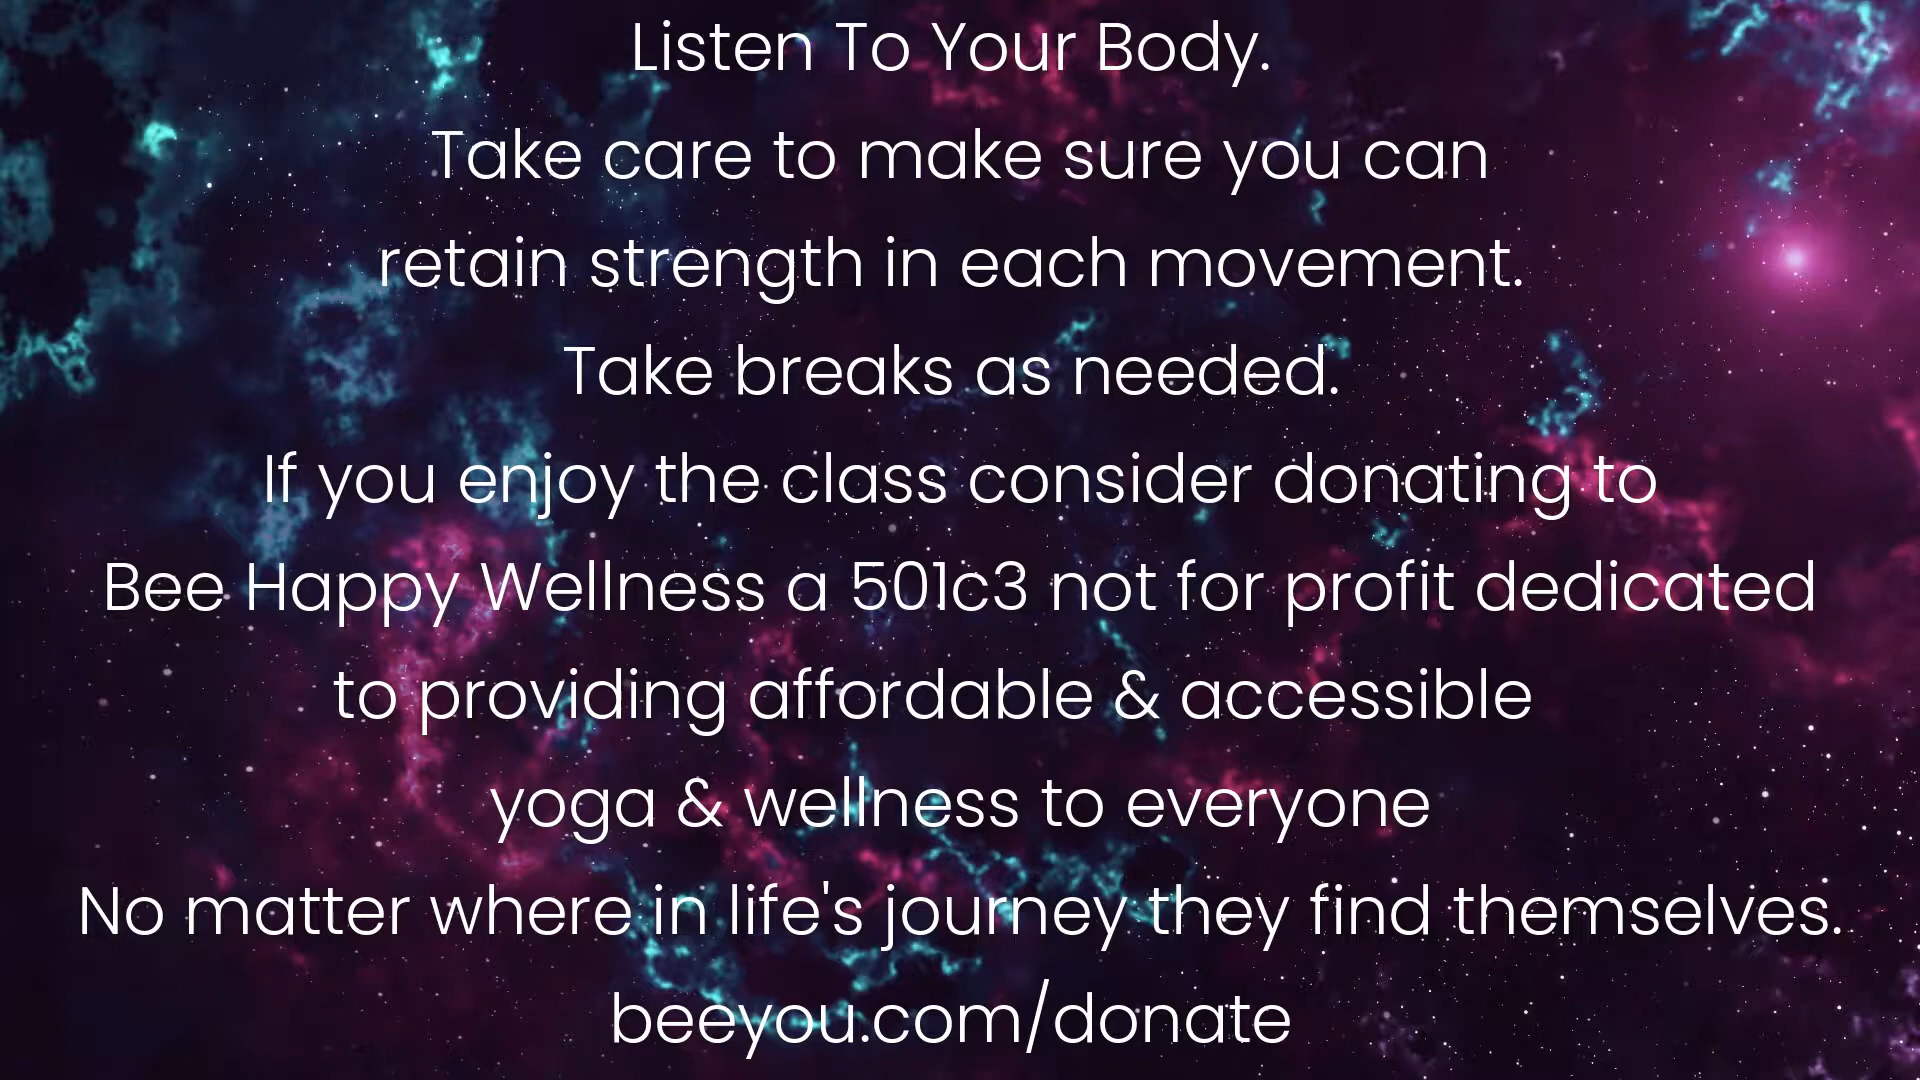 Listen To Your Body.
Take care to make sure you can
retain strength in each movement.
Take breaks as needed.
If you enjoy the class consider donating to
Bee Happy Wellness a 501c3 not for profit dedicated
to providing affordable & accessible
yoga & wellness to everyone
No matter where in life's journey they find themselves.
beeyou.com/donate